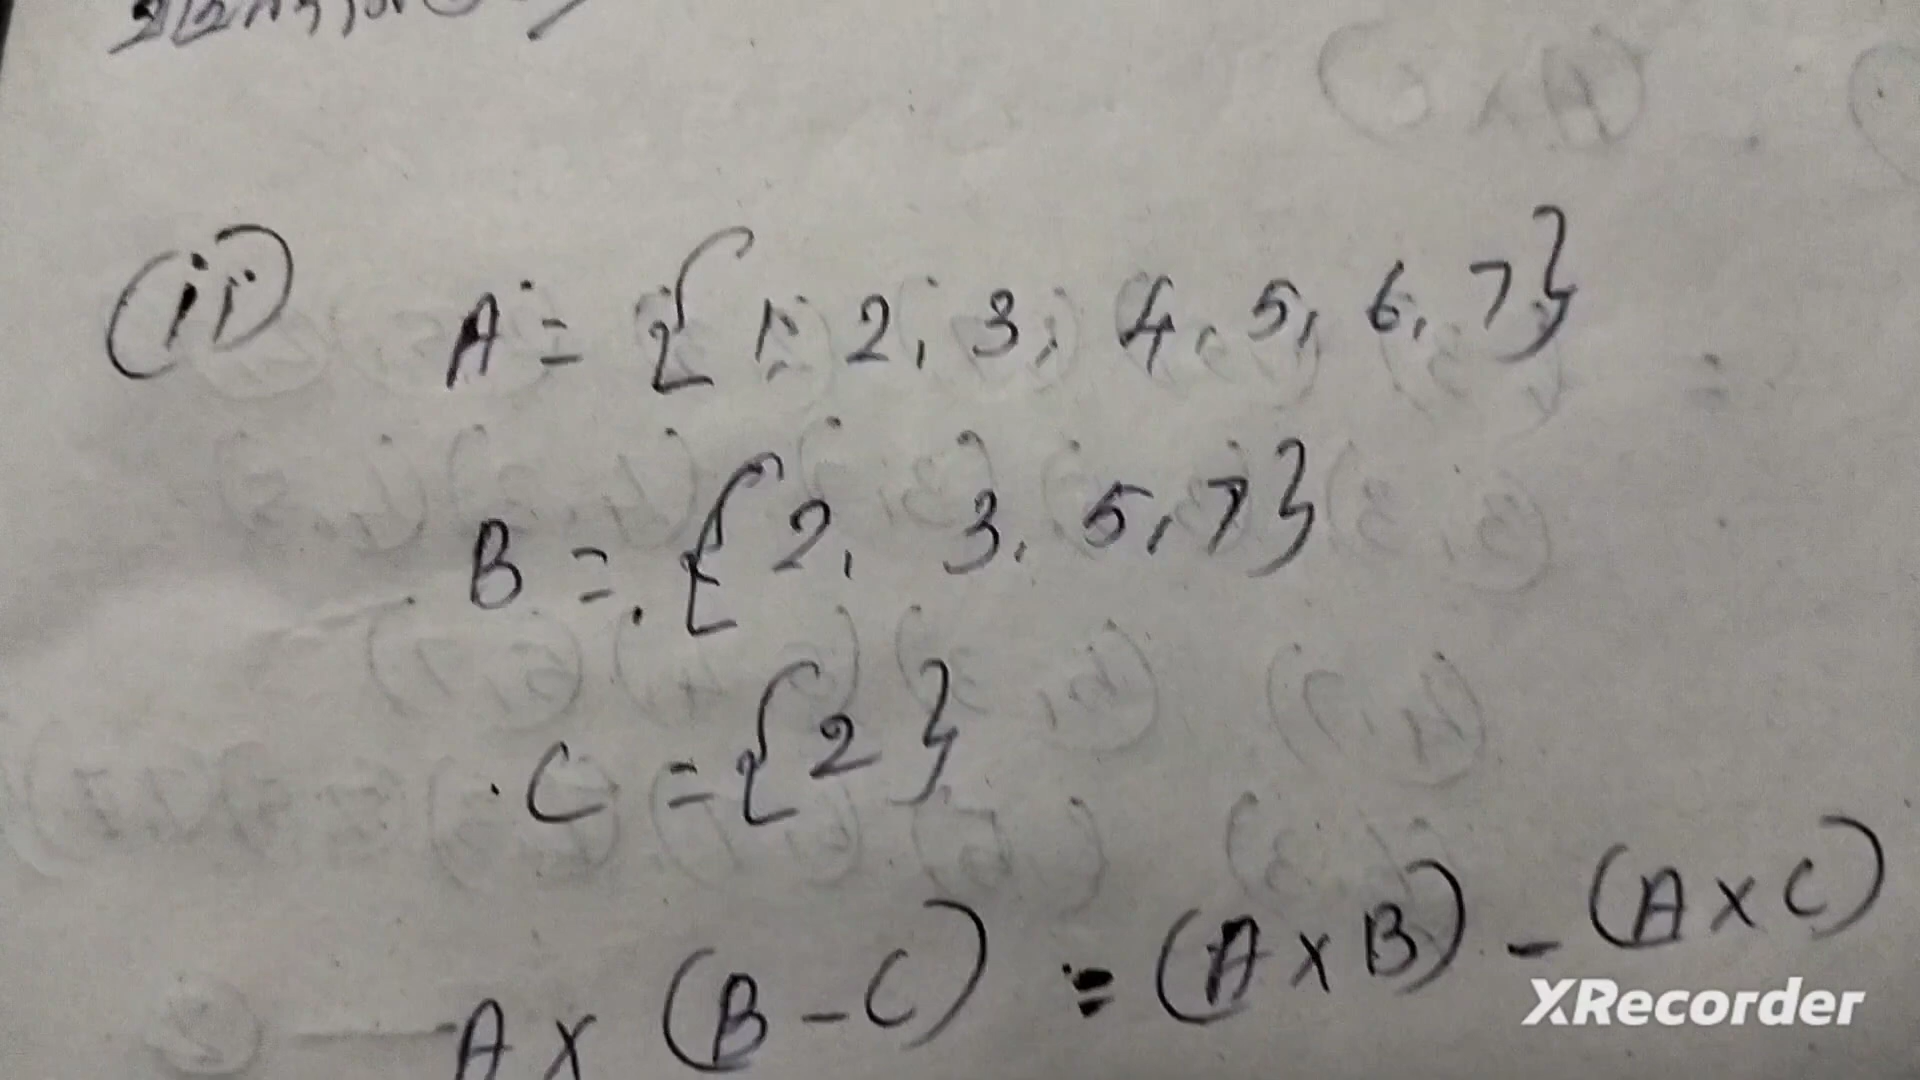 (ii) A = {1, 2, 3, 4, 5, 6, 7}
B = {2, 3, 5, 7}
C = {2}
A x (B - C) = (A x B) - (A x C)
XRecorder